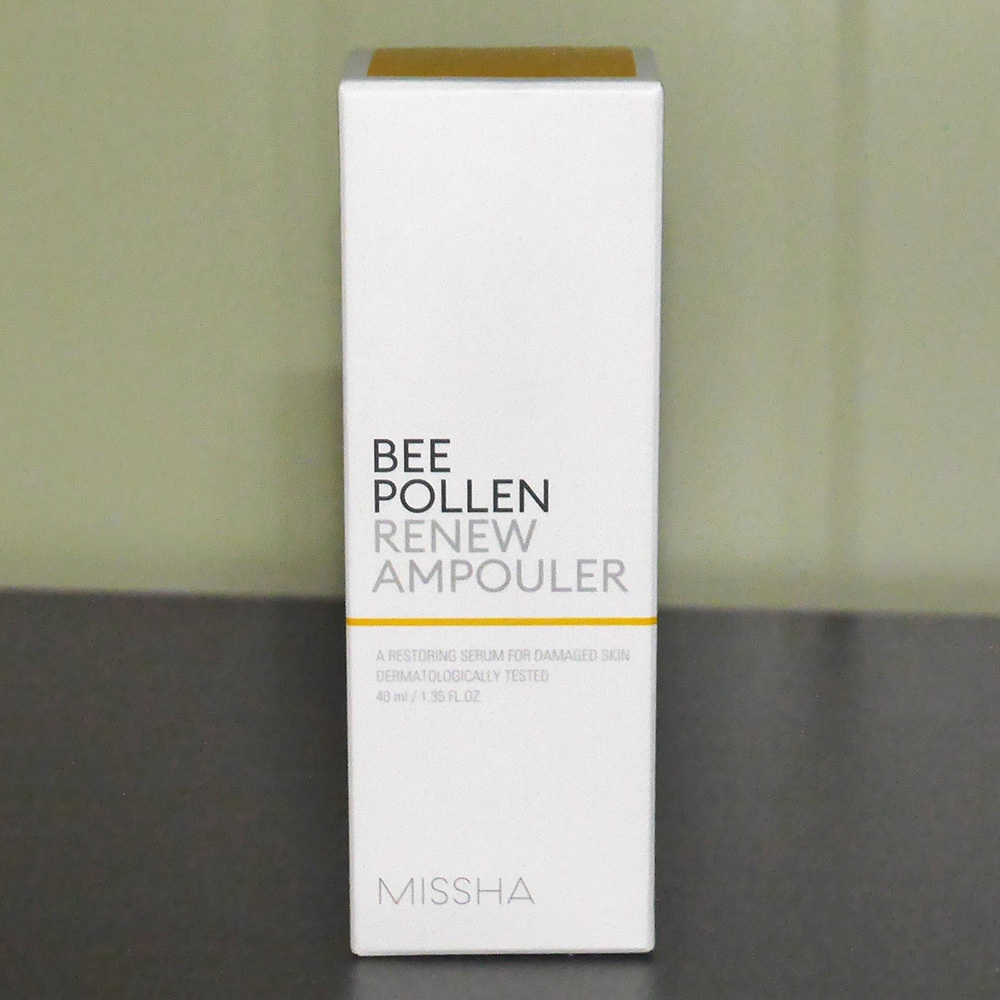 BEE
POLLEN
RENEW
AMPOULER
A RESTORING SERUM FOR DAMAGED SKIN
DERMATOLOGICALLY TESTED
40 ml / 1.35 FL.OZ.
MISSHA